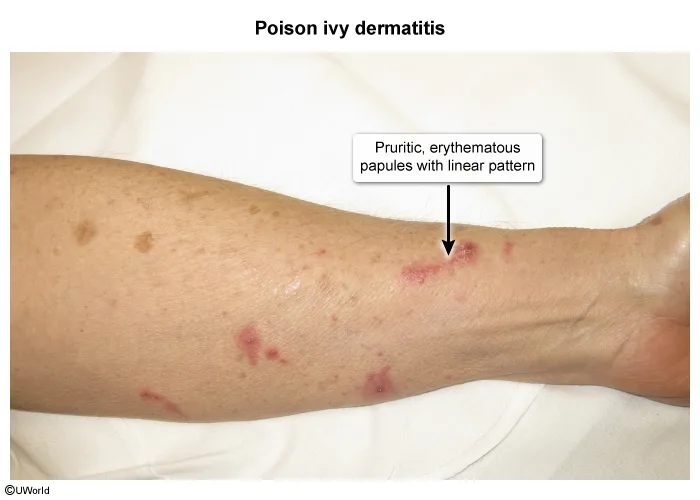 Poison ivy dermatitis
Pruritic, erythematous
papules with linear pattern
©UWorld